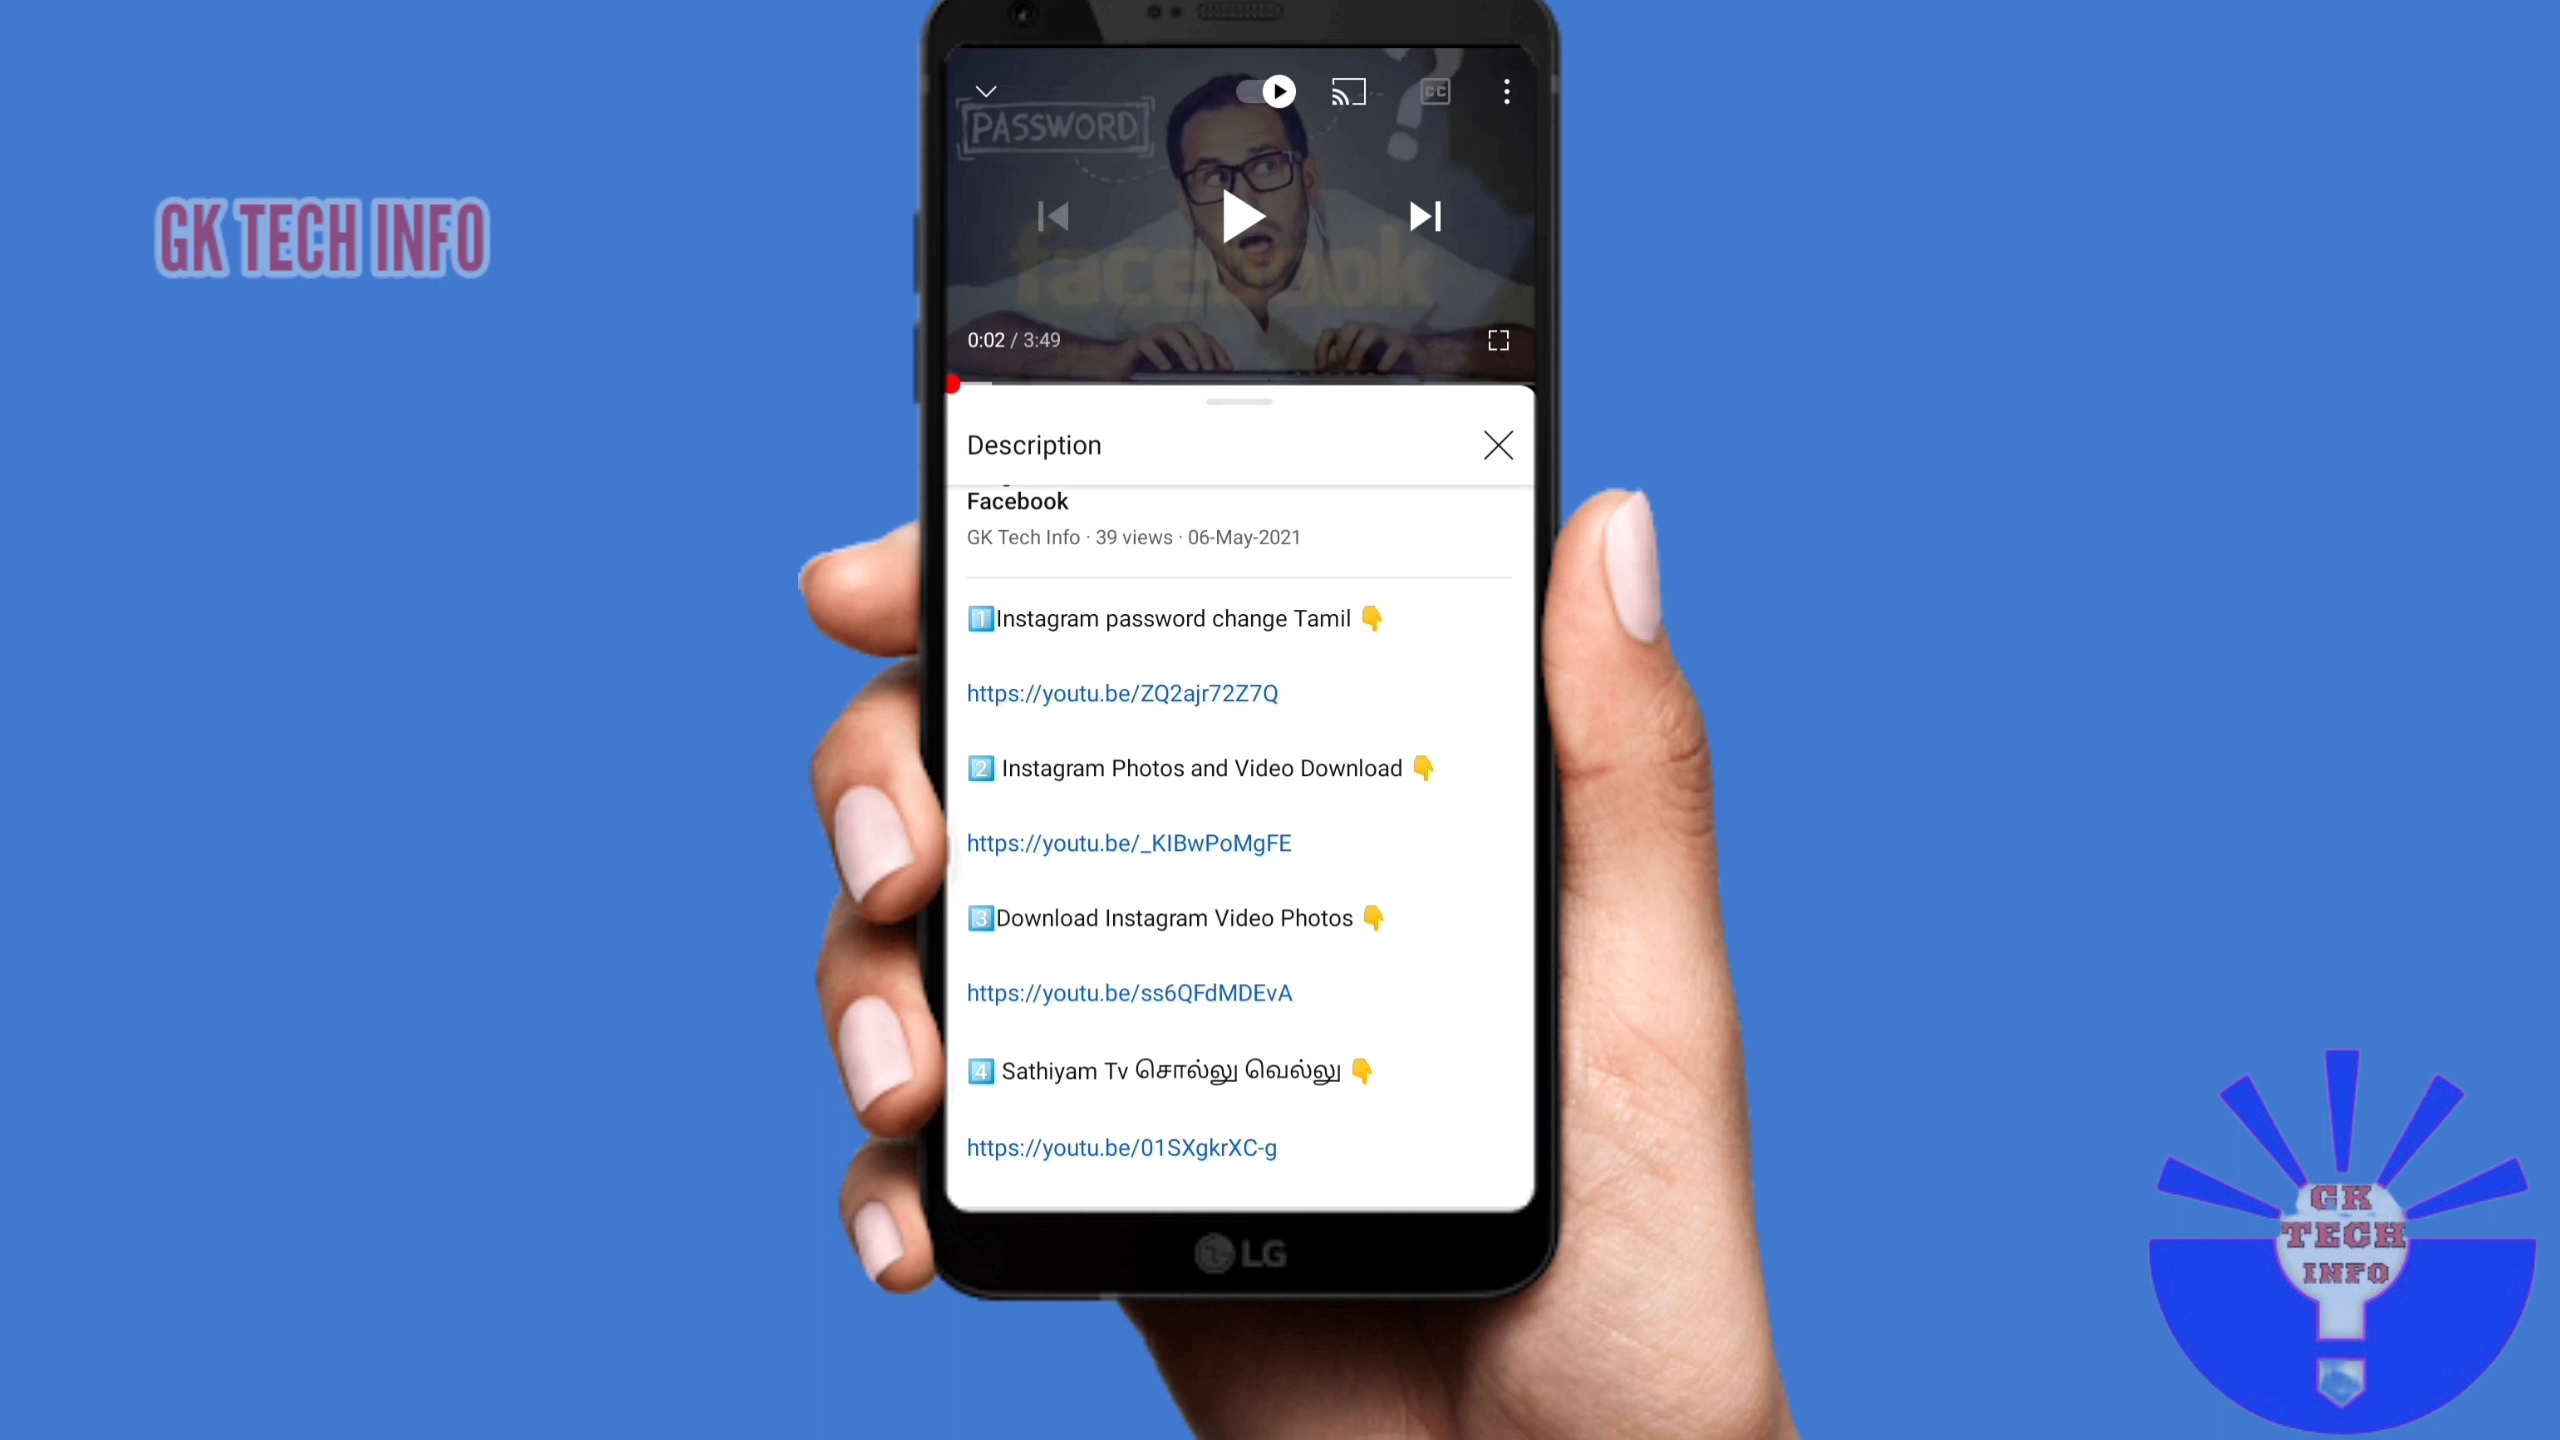 GK TECH INFO
PASSWORD
CC
facebook
0:02 / 3:49
Description
Facebook
GK Tech Info · 39 views · 06-May-2021
1️⃣Instagram password change Tamil 👇
https://youtu.be/ZQ2ajr72Z7Q
2️⃣ Instagram Photos and Video Download 👇
https://youtu.be/_KIBwPoMgFE
3️⃣Download Instagram Video Photos 👇
https://youtu.be/ss6QFdMDEvA
4️⃣ Sathiyam Tv சொல்லு வெல்லு 👇
https://youtu.be/01SXgkrXC-g
LG
GK
TECH
INFO